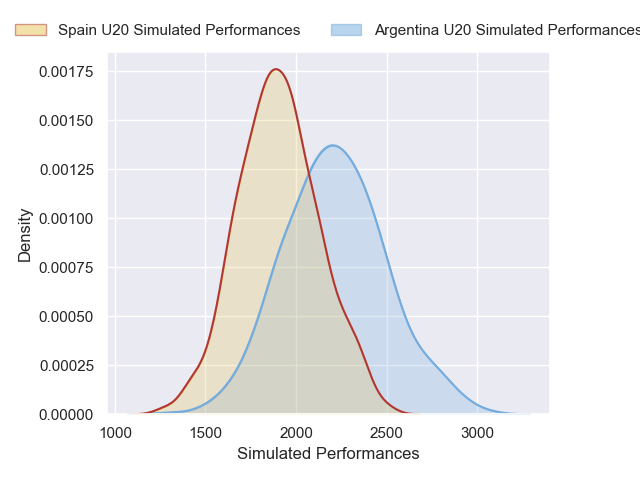 Spain U20 Simulated Performances
Argentina U20 Simulated Performances
0.00175
0.00150
0.00125
0.00100
0.00075
0.00050
0.00025
0.00000
Density
1000 1500 2000 2500 3000
Simulated Performances